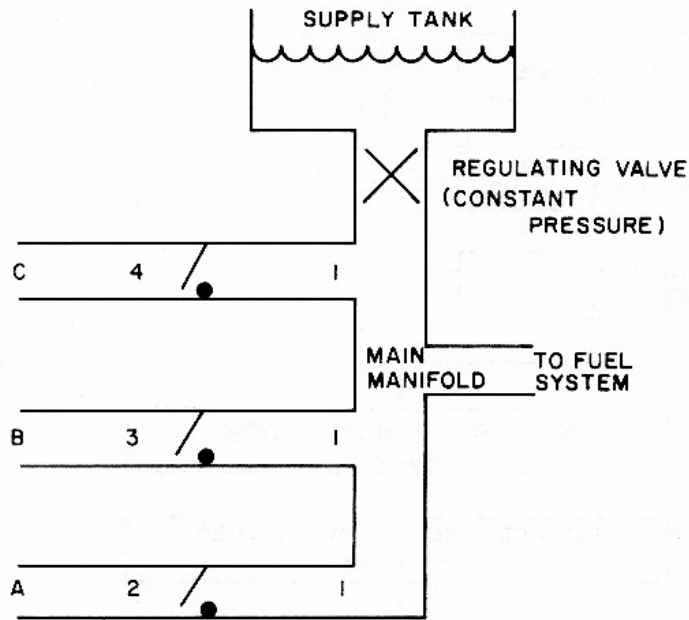 SUPPLY TANK
REGULATING VALVE
(CONSTANT
PRESSURE)
C 4 1
MAIN
MANIFOLD
TO FUEL
SYSTEM
B 3 1
A 2 1